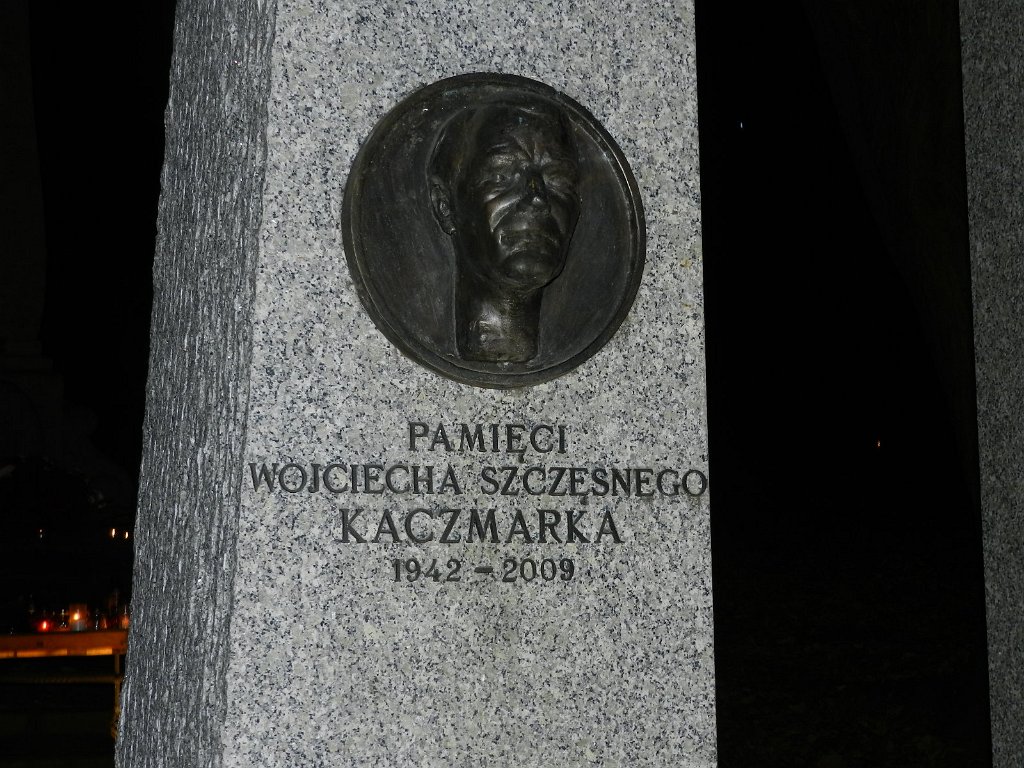 PAMIĘCI
WOJCIECHA SZCZĘSNEGO
KACZMARKA
1942 – 2009